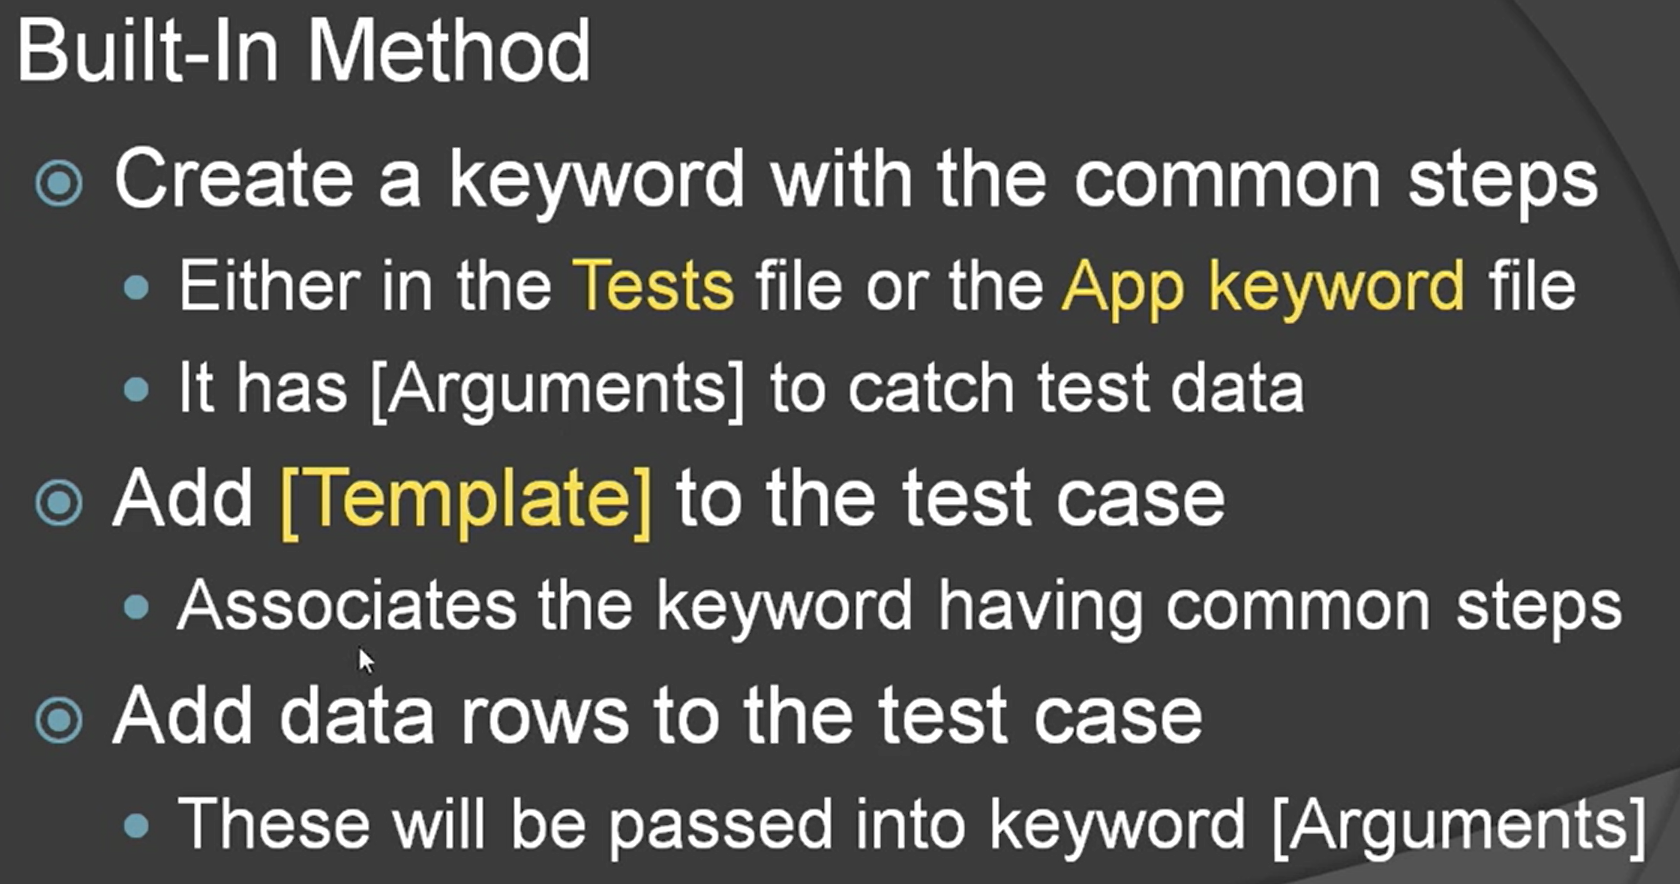 Built-In Method
Create a keyword with the common steps
Either in the Tests file or the App keyword file
It has [Arguments] to catch test data
Add [Template] to the test case
Associates the keyword having common steps
Add data rows to the test case
These will be passed into keyword [Arguments]